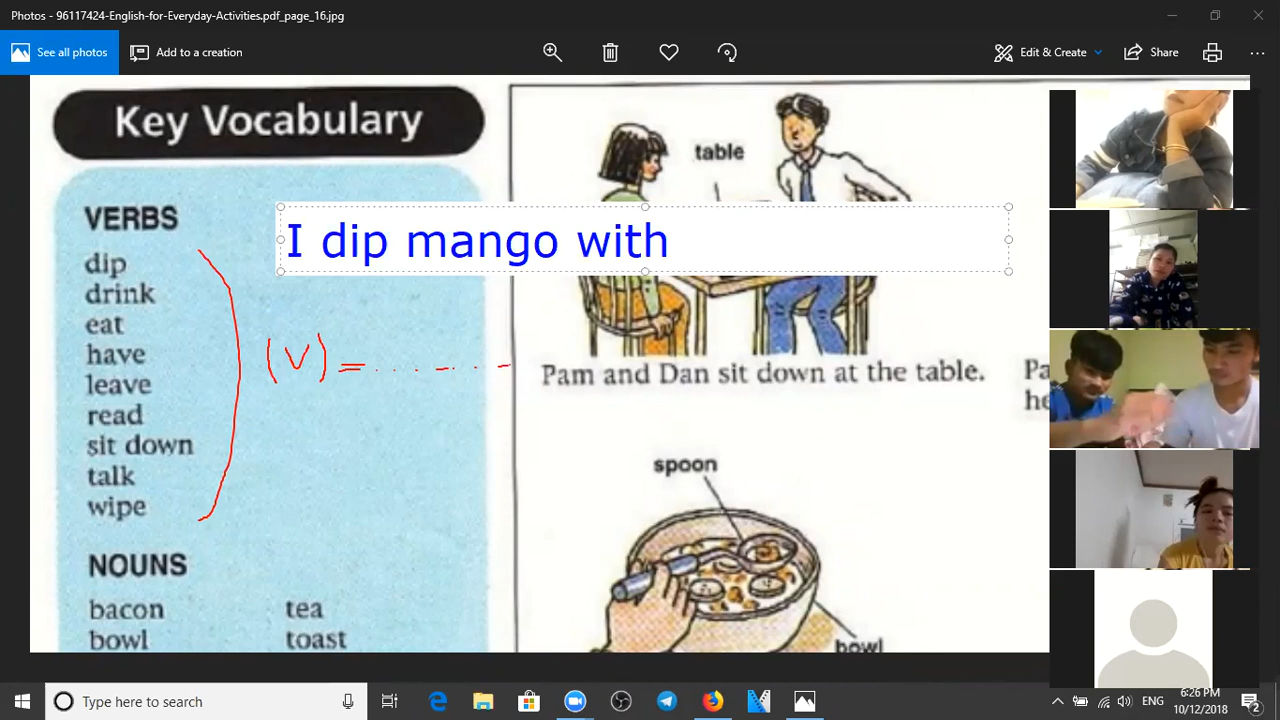 Photos - 96117424-English-for-Everyday-Activities.pdf_page_16.jpg
See all photos
Add to a creation
Edit & Create
Share
Key Vocabulary
VERBS
dip
drink
eat
have
leave
read
sit down
talk
wipe
(V) = . . . . . . .
NOUNS
bacon tea
bowl toast
I dip mango with
table
Pam and Dan sit down at the table.
Pa
he
spoon
bowl
Type here to search
ENG
6:26 PM
10/12/2018
2